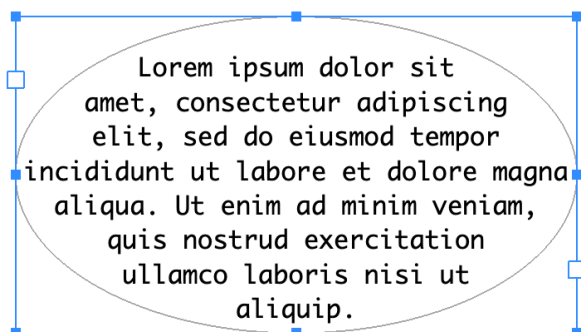 Lorem ipsum dolor sit
amet, consectetur adipiscing
elit, sed do eiusmod tempor
incididunt ut labore et dolore magna
aliqua. Ut enim ad minim veniam,
quis nostrud exercitation
ullamco laboris nisi ut
aliquip.